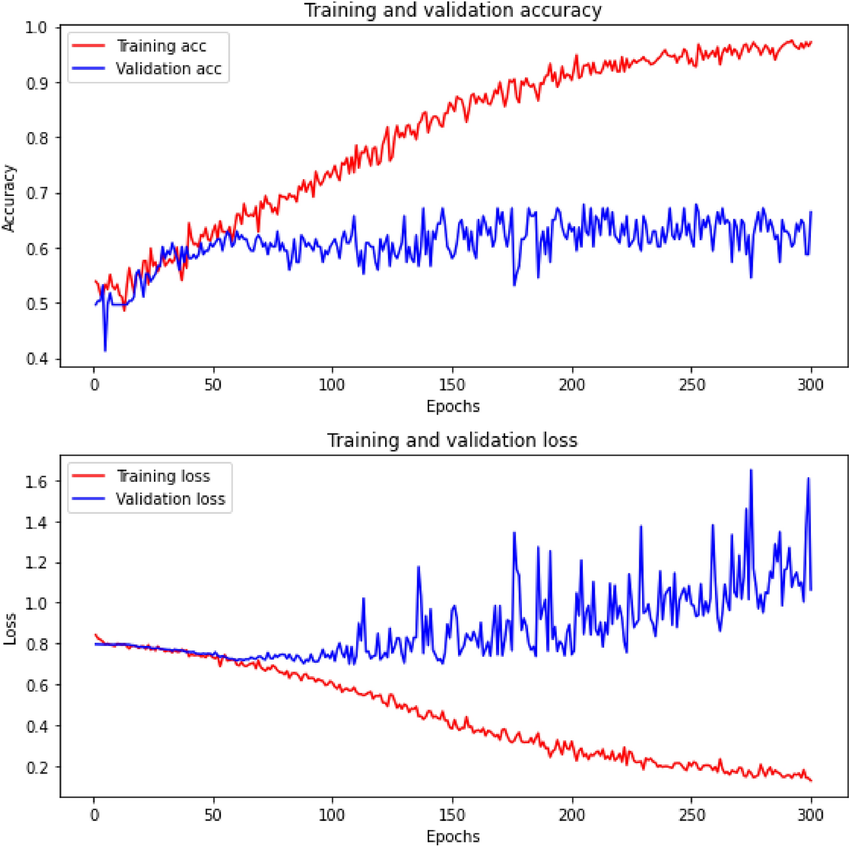 Training and validation accuracy
1.0
0.9
0.8
0.7
0.6
0.5
0.4
Accuracy
Training acc
Validation acc
0 50 100 150 200 250 300
Epochs
Training and validation loss
1.6
1.4
1.2
1.0
0.8
0.6
0.4
0.2
Loss
Training loss
Validation loss
0 50 100 150 200 250 300
Epochs